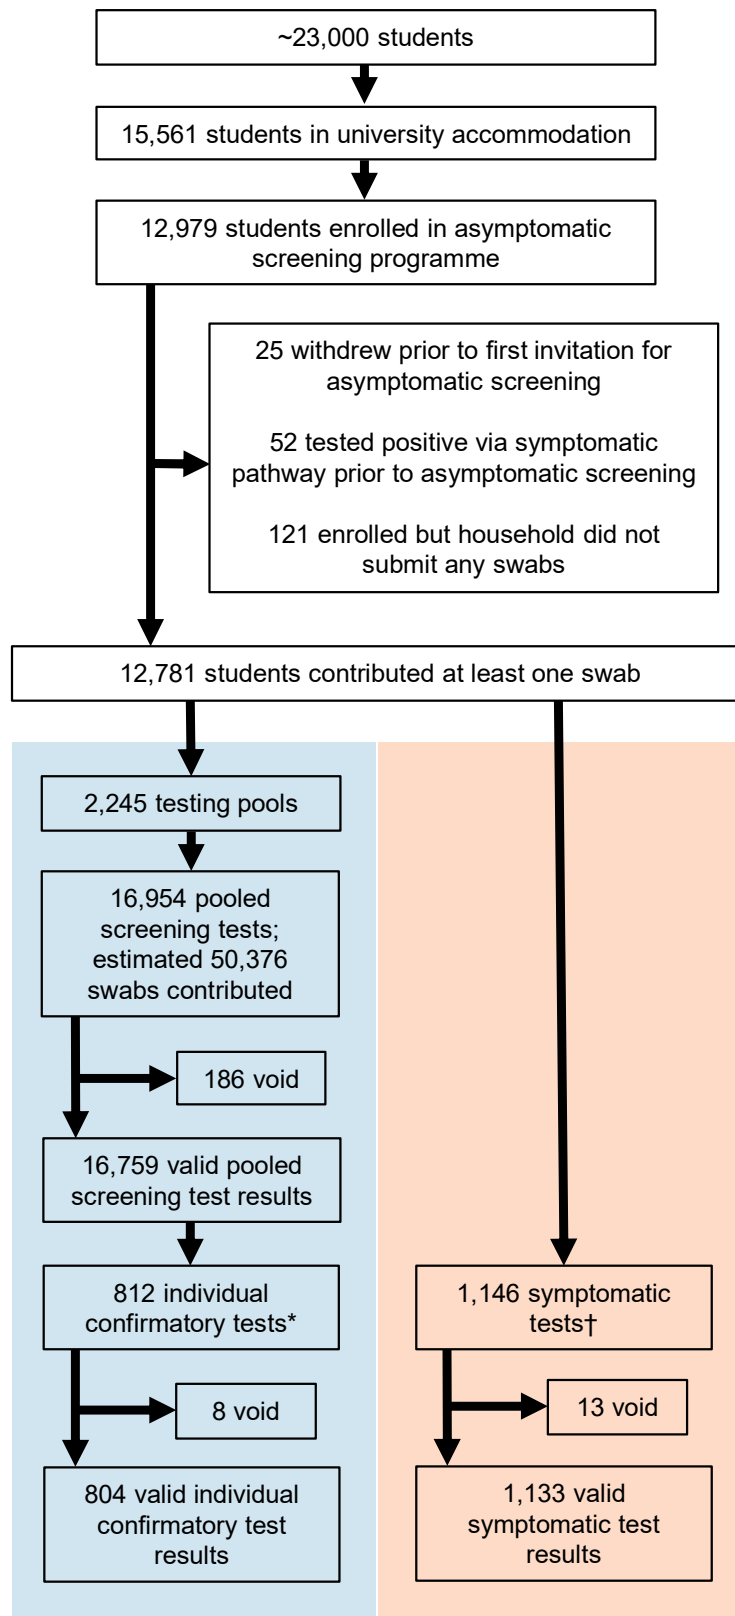 ~23,000 students
15,561 students in university accommodation
12,979 students enrolled in asymptomatic
screening programme
25 withdrew prior to first invitation for
asymptomatic screening
52 tested positive via symptomatic
pathway prior to asymptomatic screening
121 enrolled but household did not
submit any swabs
12,781 students contributed at least one swab
2,245 testing pools
16,954 pooled
screening tests;
estimated 50,376
swabs contributed
186 void
16,759 valid pooled
screening test results
812 individual
confirmatory tests*
8 void
804 valid individual
confirmatory test
results
1,146 symptomatic
tests†
13 void
1,133 valid
symptomatic test
results